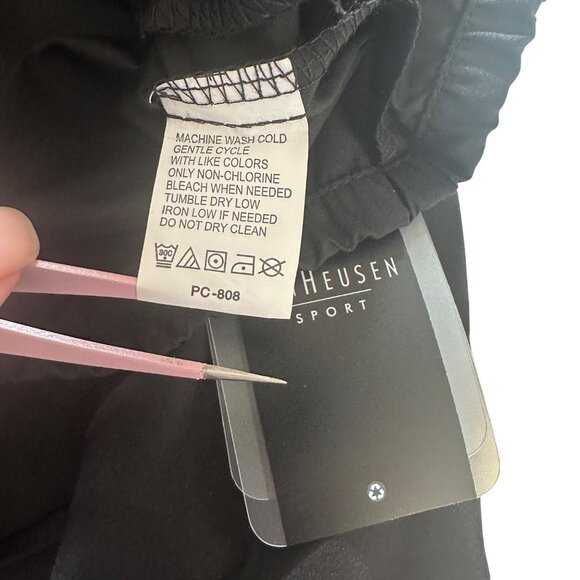 MACHINE WASH COLD
GENTLE CYCLE
WITH LIKE COLORS
ONLY NON-CHLORINE
BLEACH WHEN NEEDED
TUMBLE DRY LOW
IRON LOW IF NEEDED
DO NOT DRY CLEAN
30C
PC-808
HEUSEN
SPORT